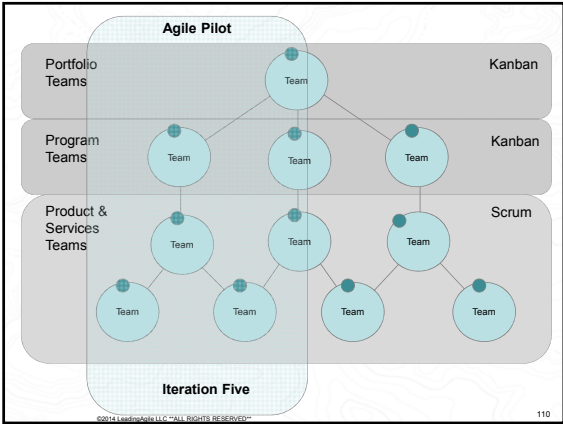 Agile Pilot
Portfolio
Teams
Kanban
Team
Program
Teams
Kanban
Team
Team
Team
Product &
Services
Teams
Scrum
Team
Team
Team
Team
Team
Team
Team
Iteration Five
©2014 LeadingAgile LLC **ALL RIGHTS RESERVED**
110